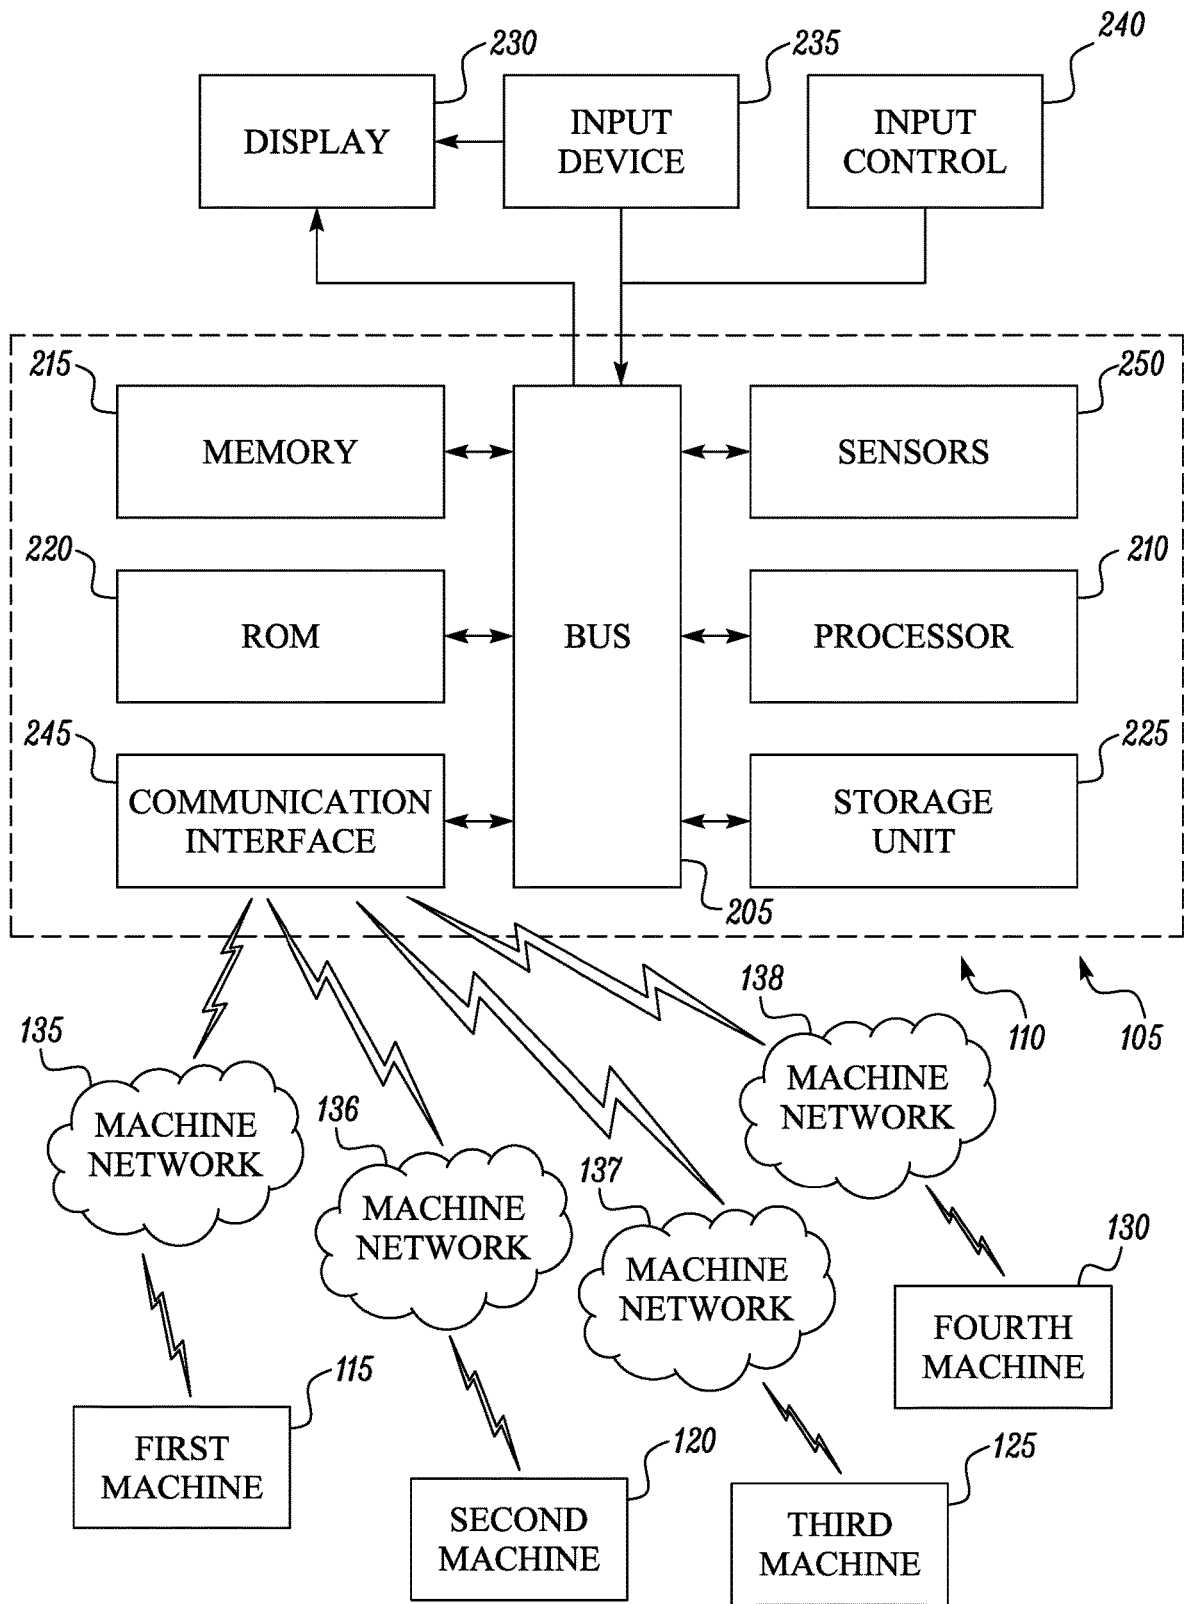 230
235
240
DISPLAY
INPUT
DEVICE
INPUT
CONTROL
215
250
MEMORY
SENSORS
220
210
ROM
BUS
PROCESSOR
245
225
COMMUNICATION
INTERFACE
STORAGE
UNIT
205
110
105
135
MACHINE
NETWORK
136
MACHINE
NETWORK
137
MACHINE
NETWORK
138
MACHINE
NETWORK
115
FIRST
MACHINE
120
SECOND
MACHINE
125
THIRD
MACHINE
130
FOURTH
MACHINE